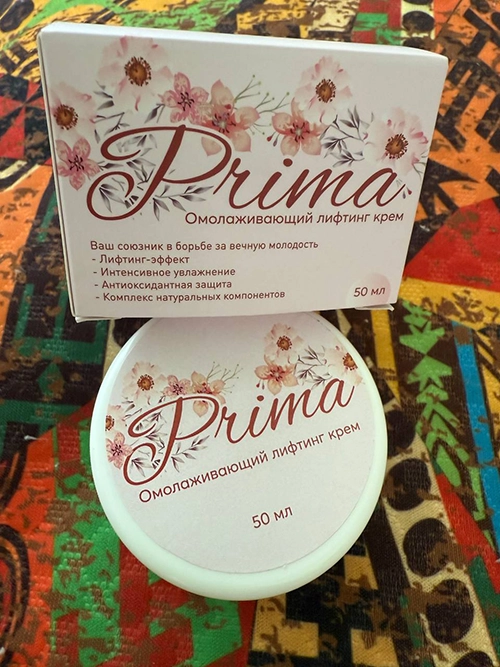 Prima
Омолаживающий лифтинг крем
Ваш союзник в борьбе за вечную молодость
- Лифтинг-эффект
- Интенсивное увлажнение
- Антиоксидантная защита
- Комплекс натуральных компонентов
50 мл
Prima
Омолаживающий лифтинг крем
50 мл